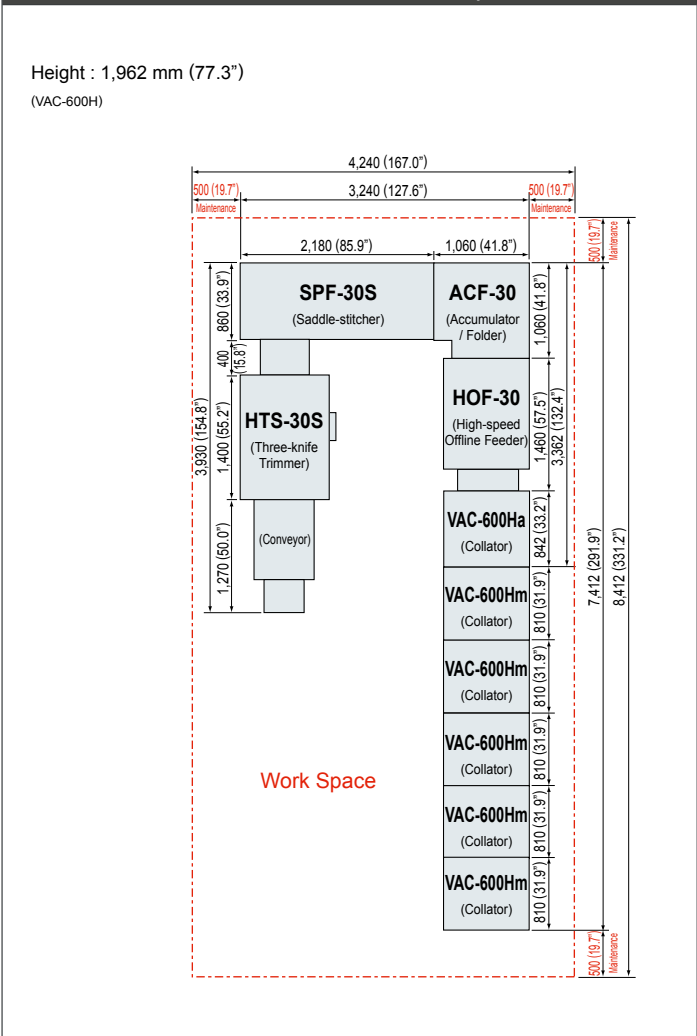 Height : 1,962 mm (77.3")
(VAC-600H)
4,240 (167.0")
500 (19.7")
Maintenance
3,240 (127.6")
500 (19.7")
Maintenance
2,180 (85.9")
1,060 (41.8")
500 (19.7")
Maintenance
SPF-30S
(Saddle-stitcher)
ACF-30
(Accumulator
/ Folder)
860 (33.9")
1,060 (41.8")
400
(15.8")
HTS-30S
(Three-knife
Trimmer)
1,400 (55.2")
3,930 (154.8")
HOF-30
(High-speed
Offline Feeder)
1,460 (57.5")
3,362 (132.4")
(Conveyor)
1,270 (50.0")
VAC-600Ha
(Collator)
842 (33.2")
VAC-600Hm
(Collator)
810 (31.9")
7,412 (291.9")
8,412 (331.2")
VAC-600Hm
(Collator)
810 (31.9")
VAC-600Hm
(Collator)
810 (31.9")
Work Space
VAC-600Hm
(Collator)
810 (31.9")
VAC-600Hm
(Collator)
810 (31.9")
500 (19.7")
Maintenance